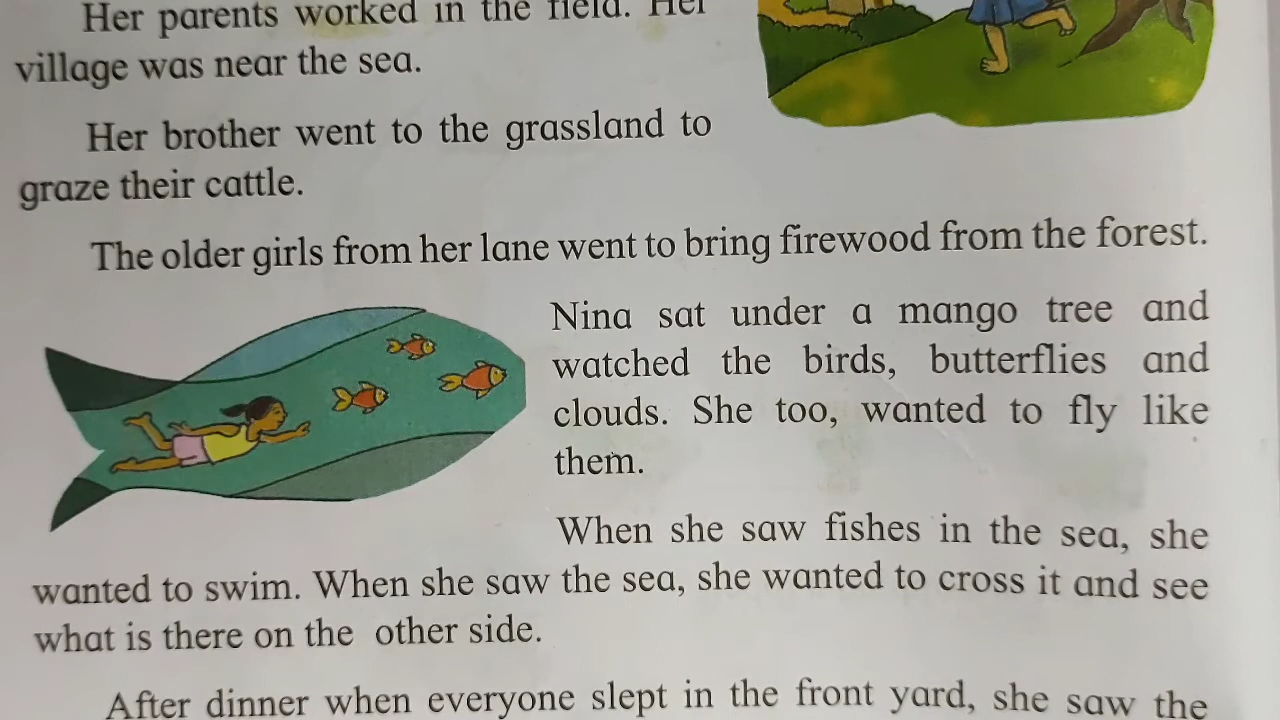 Her parents worked in the field. Her
village was near the sea.
Her brother went to the grassland to
graze their cattle.
The older girls from her lane went to bring firewood from the forest.
Nina sat under a mango tree and
watched the birds, butterflies and
clouds. She too, wanted to fly like
them.
When she saw fishes in the sea, she
wanted to swim. When she saw the sea, she wanted to cross it and see
what is there on the other side.
After dinner when everyone slept in the front yard, she saw the